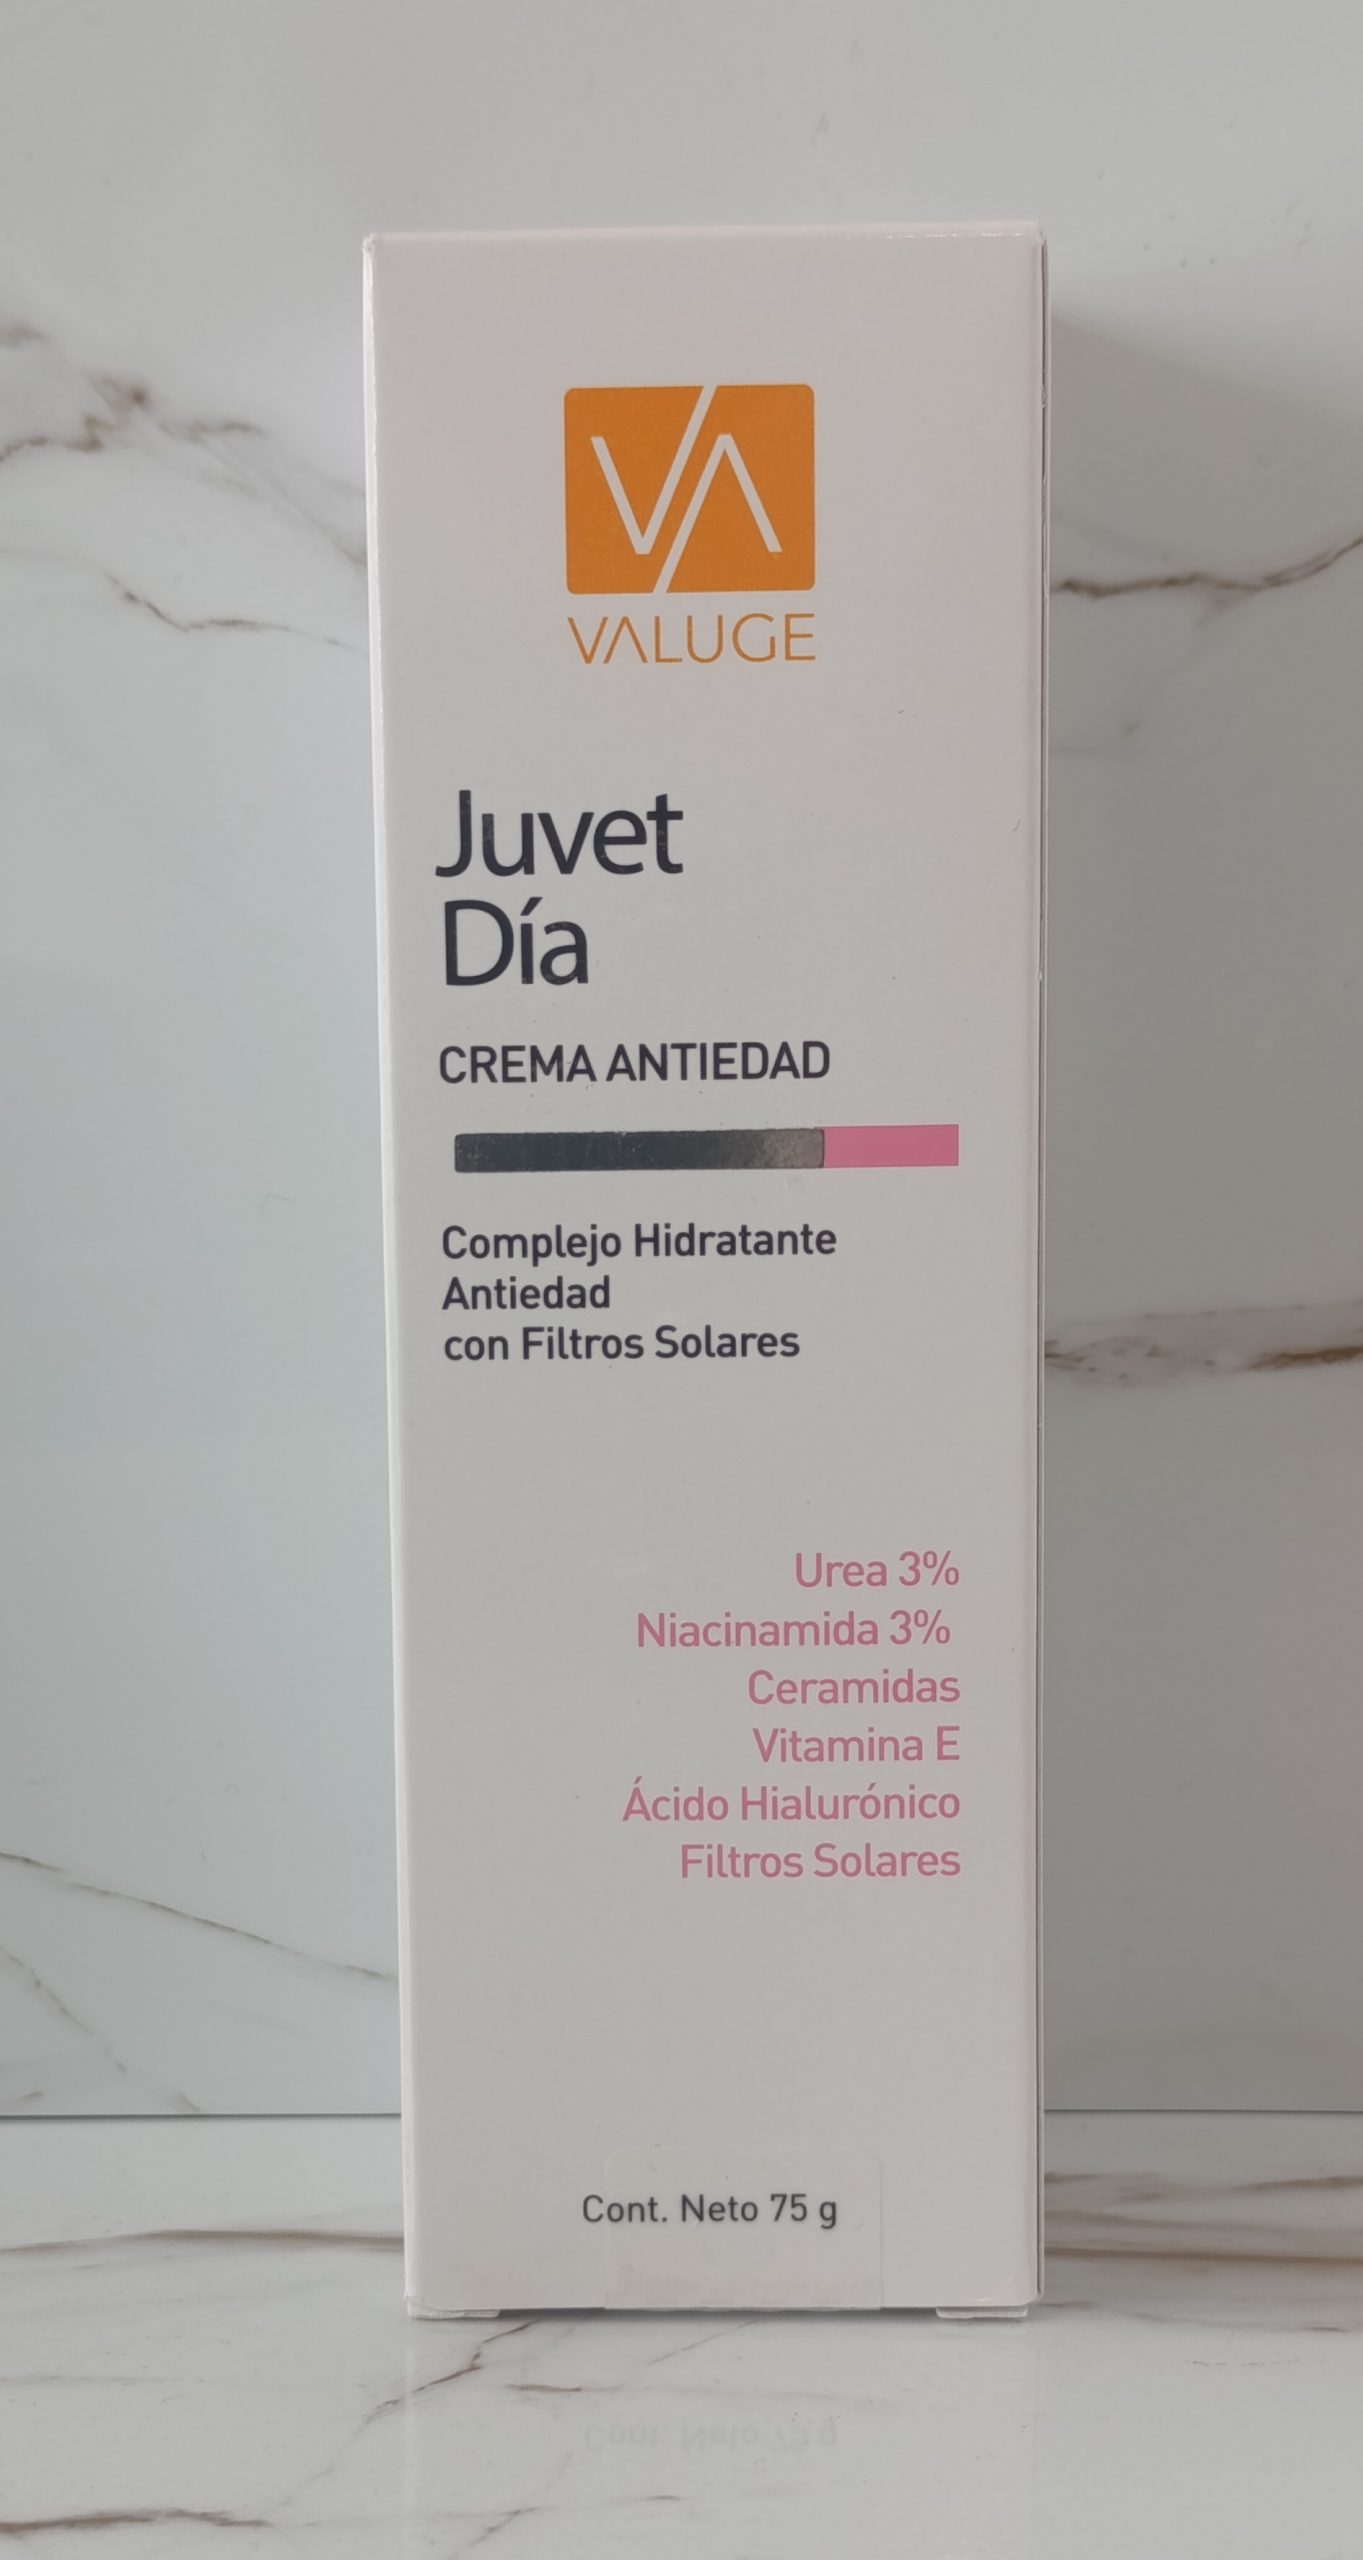 VA
VALUGE
Juvet
Día
CREMA ANTIEDAD
Complejo Hidratante
Antiedad
con Filtros Solares
Urea 3%
Niacinamida 3%
Ceramidas
Vitamina E
Ácido Hialurónico
Filtros Solares
Cont. Neto 75 g